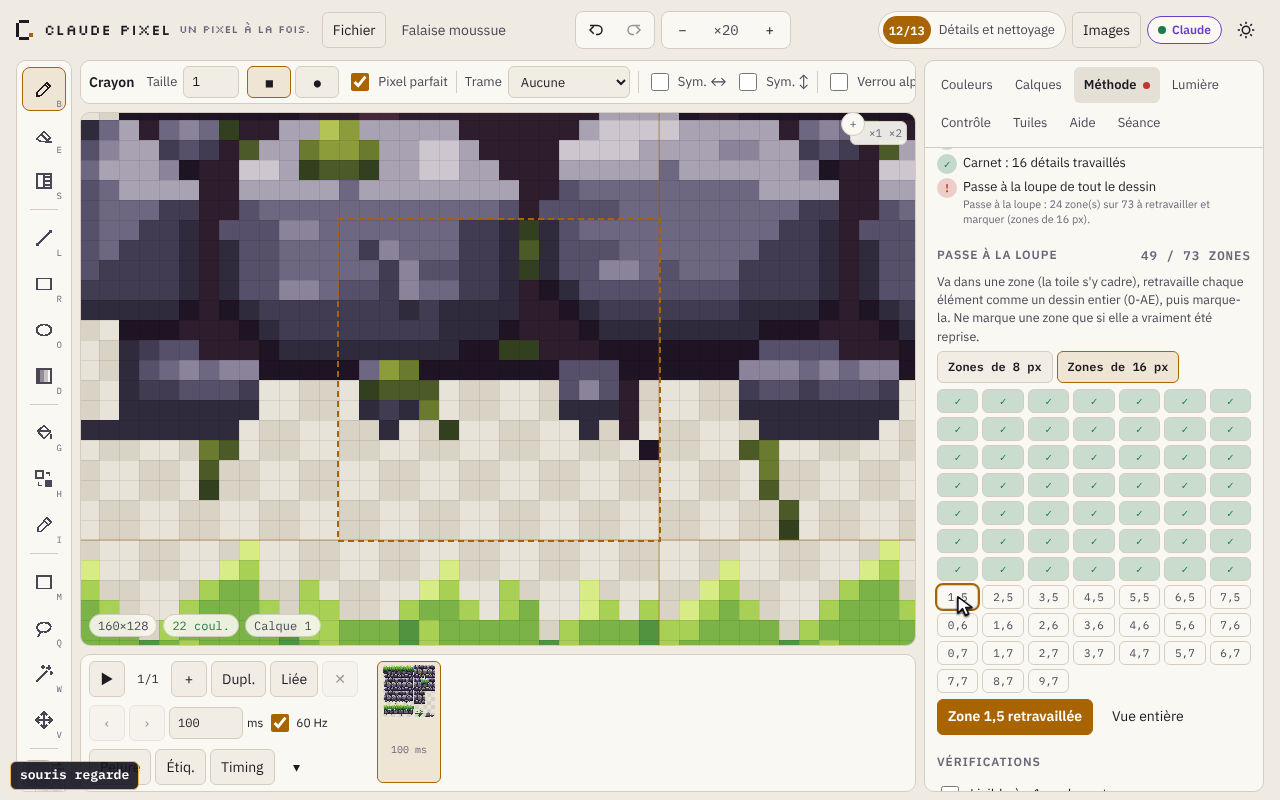 CLAUDE PIXEL UN PIXEL À LA FOIS. Fichier Falaise moussue − ×20 + 12/13 Détails et nettoyage Images Claude
Crayon Taille 1 Pixel parfait Trame Aucune Sym. ↔ Sym. ↕ Verrou alp
B
E
S
L
R
O
D
G
H
I
M
Q
W
V
+ ×1 ×2
160×128 22 coul. Calque 1
1/1 + Dupl. Liée ×
‹ › 100 ms 60 Hz
Étiq. Timing
100 ms
souris regarde
Couleurs Calques Méthode Lumière
Contrôle Tuiles Aide Séance
✓ Carnet : 16 détails travaillés
! Passe à la loupe de tout le dessin
Passe à la loupe : 24 zone(s) sur 73 à retravailler et
marquer (zones de 16 px).
PASSE À LA LOUPE 49 / 73 ZONES
Va dans une zone (la toile s'y cadre), retravaille chaque
élément comme un dessin entier (0-AE), puis marque-
la. Ne marque une zone que si elle a vraiment été
reprise.
Zones de 8 px Zones de 16 px
✓ ✓ ✓ ✓ ✓ ✓ ✓
✓ ✓ ✓ ✓ ✓ ✓ ✓
✓ ✓ ✓ ✓ ✓ ✓ ✓
✓ ✓ ✓ ✓ ✓ ✓ ✓
✓ ✓ ✓ ✓ ✓ ✓ ✓
✓ ✓ ✓ ✓ ✓ ✓ ✓
✓ ✓ ✓ ✓ ✓ ✓ ✓
1,5 2,5 3,5 4,5 5,5 6,5 7,5
0,6 1,6 2,6 3,6 4,6 5,6 7,6
0,7 1,7 2,7 3,7 4,7 5,7 6,7
7,7 8,7 9,7
Zone 1,5 retravaillée Vue entière
VÉRIFICATIONS